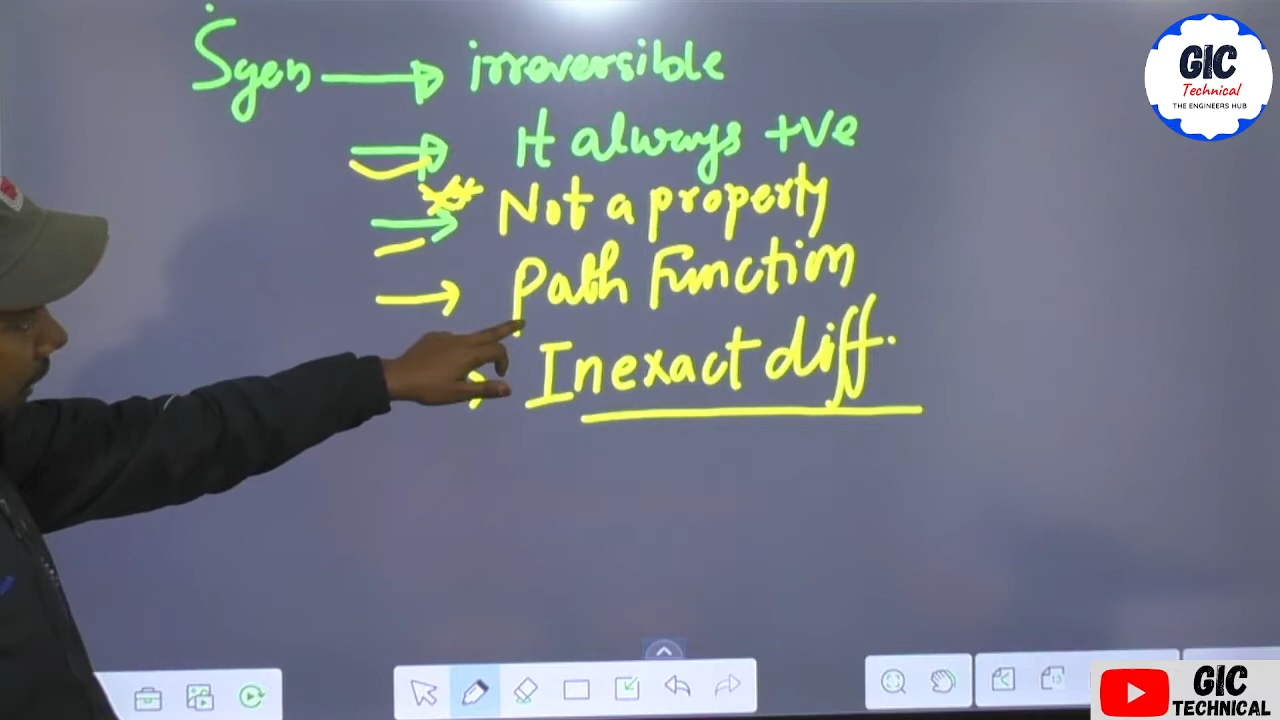 Ṡgen → irreversible
It always +ve
Not a property
Path Function
Inexact diff.
GIC
Technical
THE ENGINEERS HUB
GIC
TECHNICAL